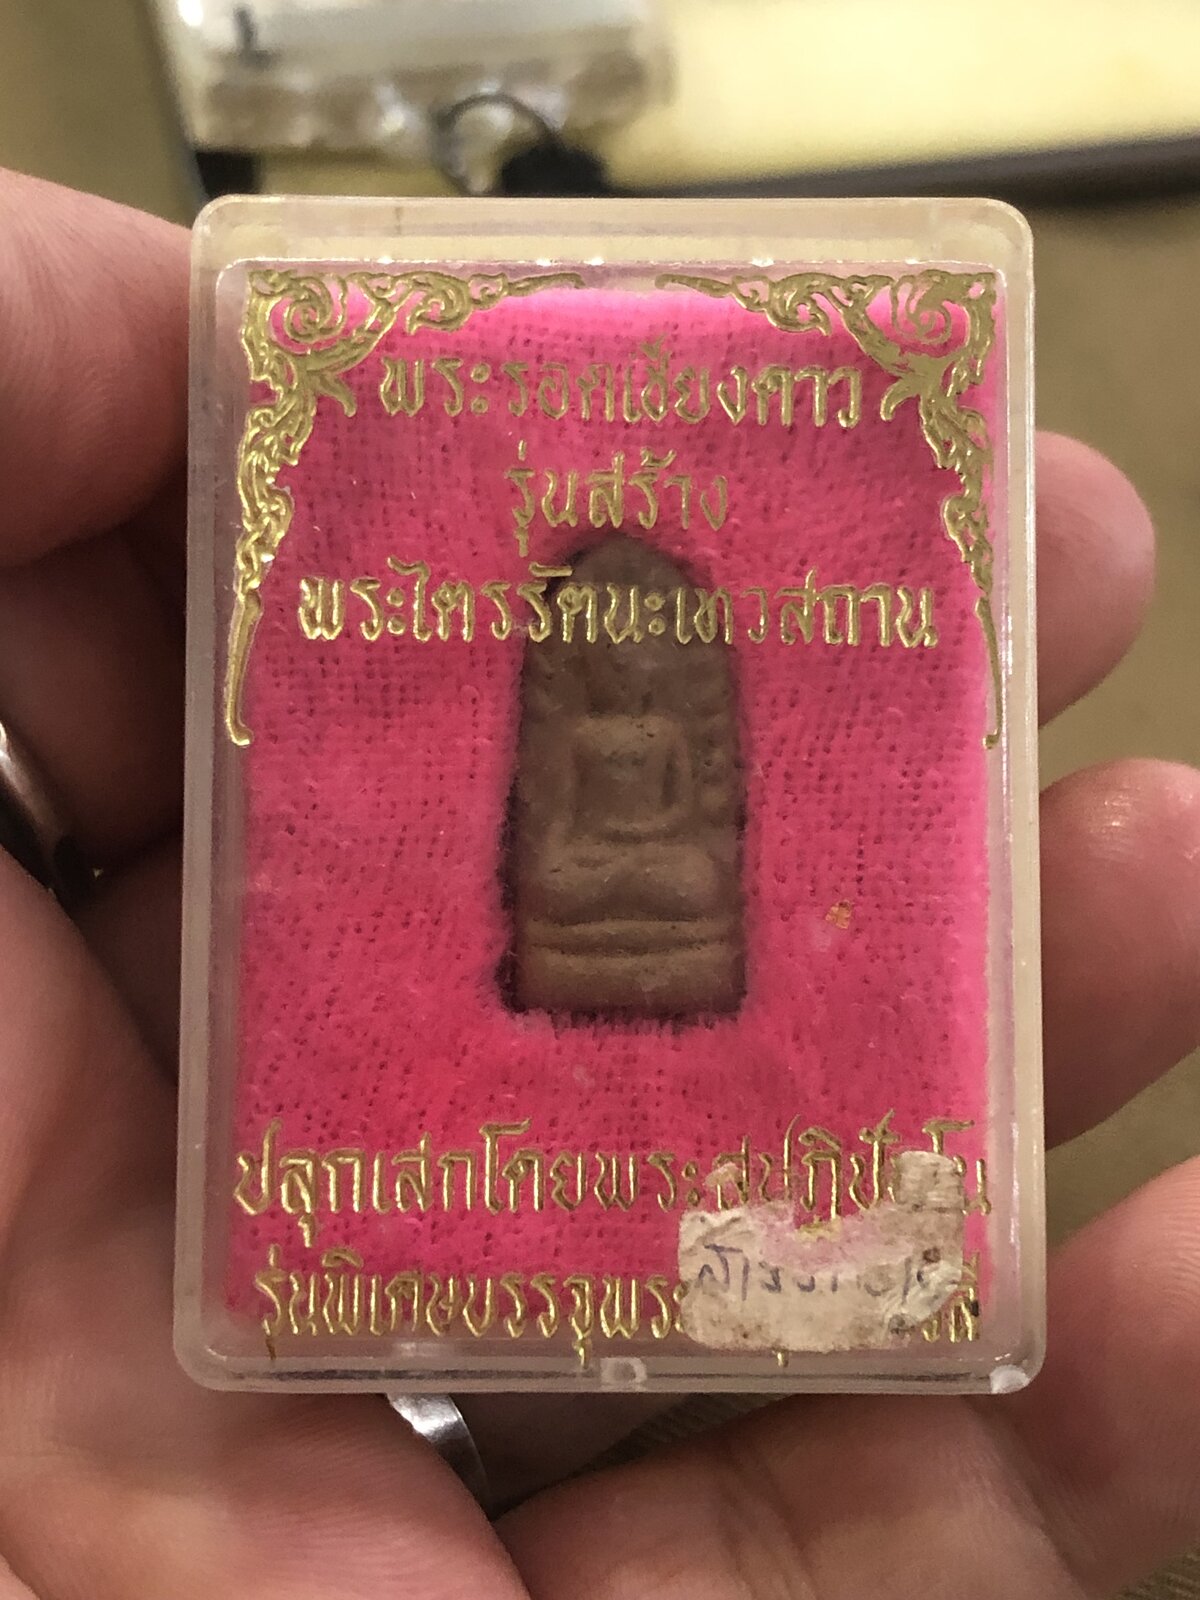 พระรอดเชียงดาว
รุ่นสร้าง
พระไตรรัตนะเทวสถาน
ปลุกเสกโดยพระสุปฏิปันโน
รุ่นพิเศษบรรจุพระ